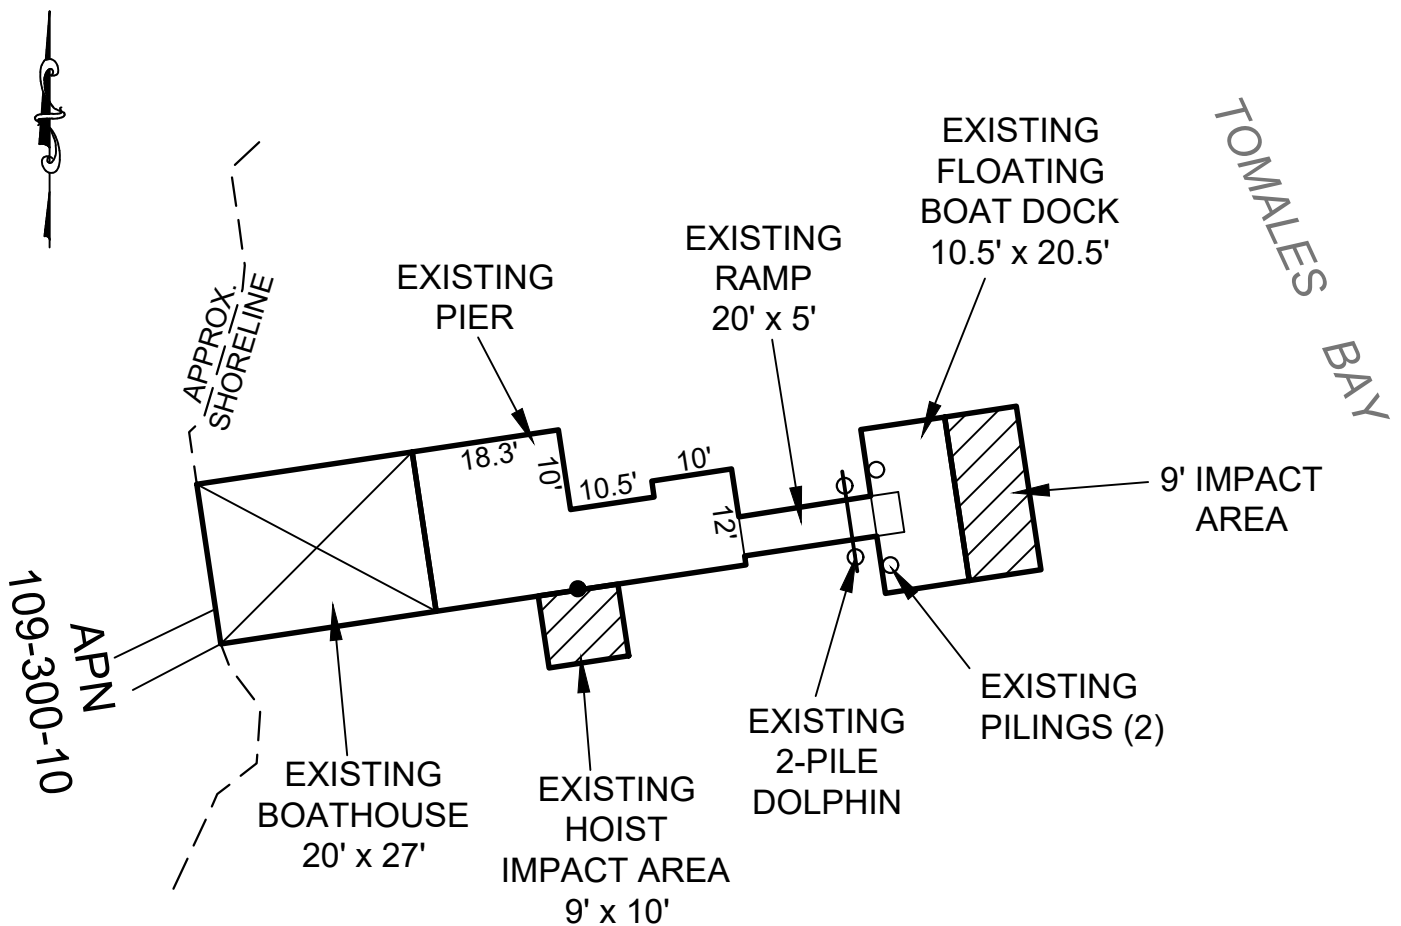 TOMALES BAY
EXISTING
FLOATING
BOAT DOCK
10.5' x 20.5'
EXISTING
RAMP
20' x 5'
EXISTING
PIER
APPROX.
SHORELINE
18.3'
10'
10.5'
10'
12'
9' IMPACT
AREA
APN
109-300-10
EXISTING
BOATHOUSE
20' x 27'
EXISTING
HOIST
IMPACT AREA
9' x 10'
EXISTING
2-PILE
DOLPHIN
EXISTING
PILINGS (2)